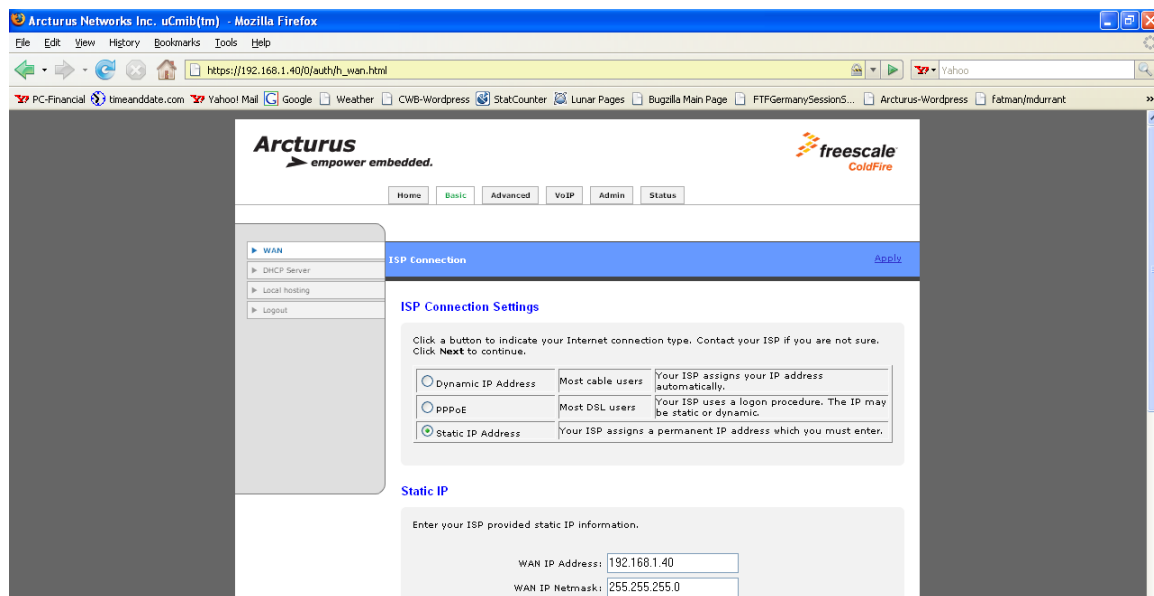 Arcturus Networks Inc. uCmib(tm) - Mozilla Firefox
File Edit View History Bookmarks Tools Help
https://192.168.1.40/0/auth/h_wan.html
Yahoo
PC-Financial timeanddate.com Yahoo! Mail Google Weather CWB-Wordpress StatCounter Lunar Pages Bugzilla Main Page FTFGermanySessionS... Arcturus-Wordpress fatman/mdurrant »
Arcturus
empower embedded.
freescale
ColdFire
Home Basic Advanced VoIP Admin Status
WAN
DHCP Server
Local hosting
Logout
ISP Connection Apply
ISP Connection Settings
Click a button to indicate your Internet connection type. Contact your ISP if you are not sure.
Click Next to continue.
Dynamic IP Address Most cable users Your ISP assigns your IP address
automatically.
PPPoE Most DSL users Your ISP uses a logon procedure. The IP may
be static or dynamic.
Static IP Address Your ISP assigns a permanent IP address which you must enter.
Static IP
Enter your ISP provided static IP information.
WAN IP Address: 192.168.1.40
WAN IP Netmask: 255.255.255.0